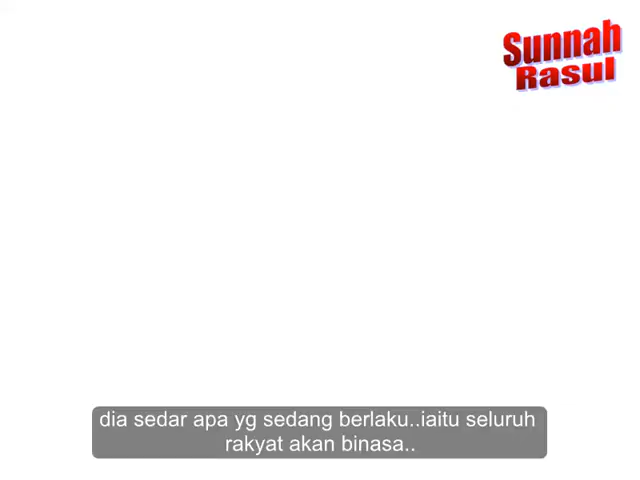 Sunnah
Rasul
dia sedar apa yg sedang berlaku..iaitu seluruh
rakyat akan binasa..